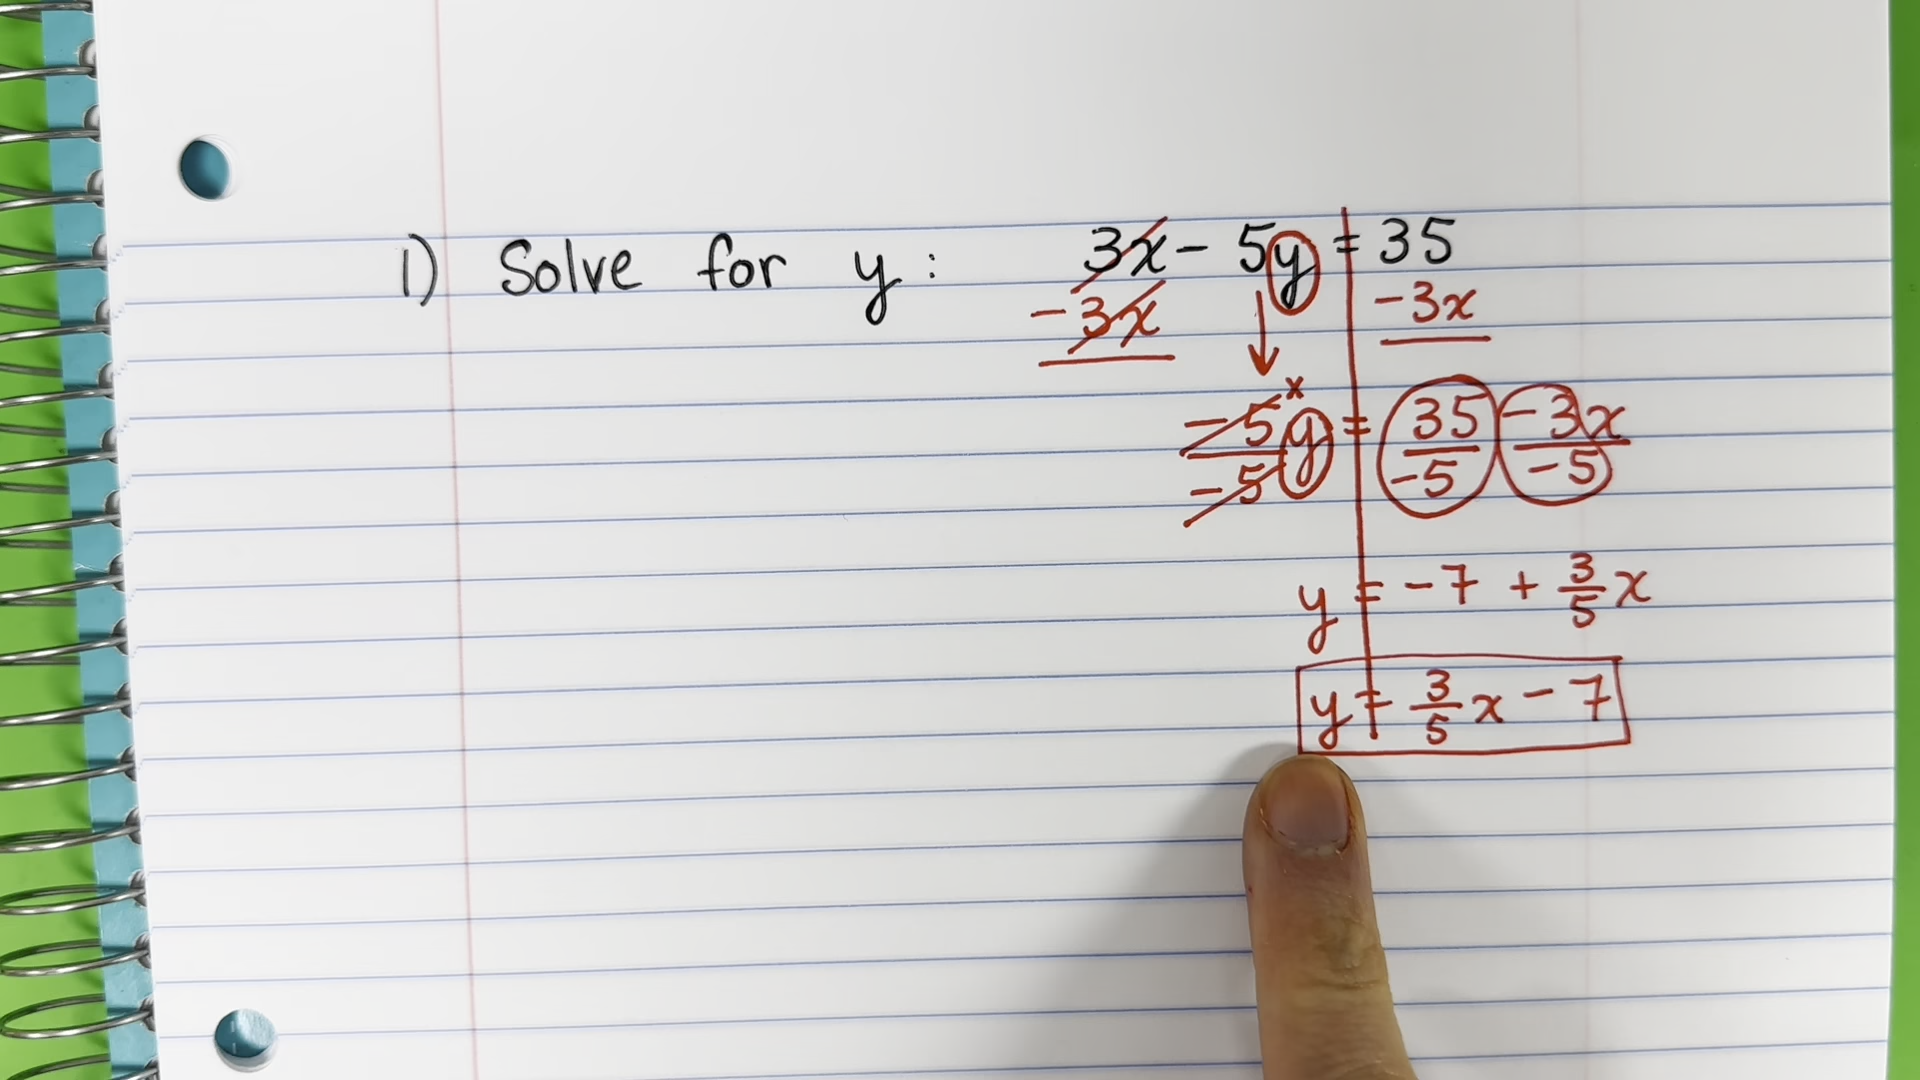 1) Solve for y: 3x - 5y = 35
-3x -3x
x
-5y = 35 -3x
-5 -5 -5
y = -7 + 3/5 x
y = 3/5 x - 7